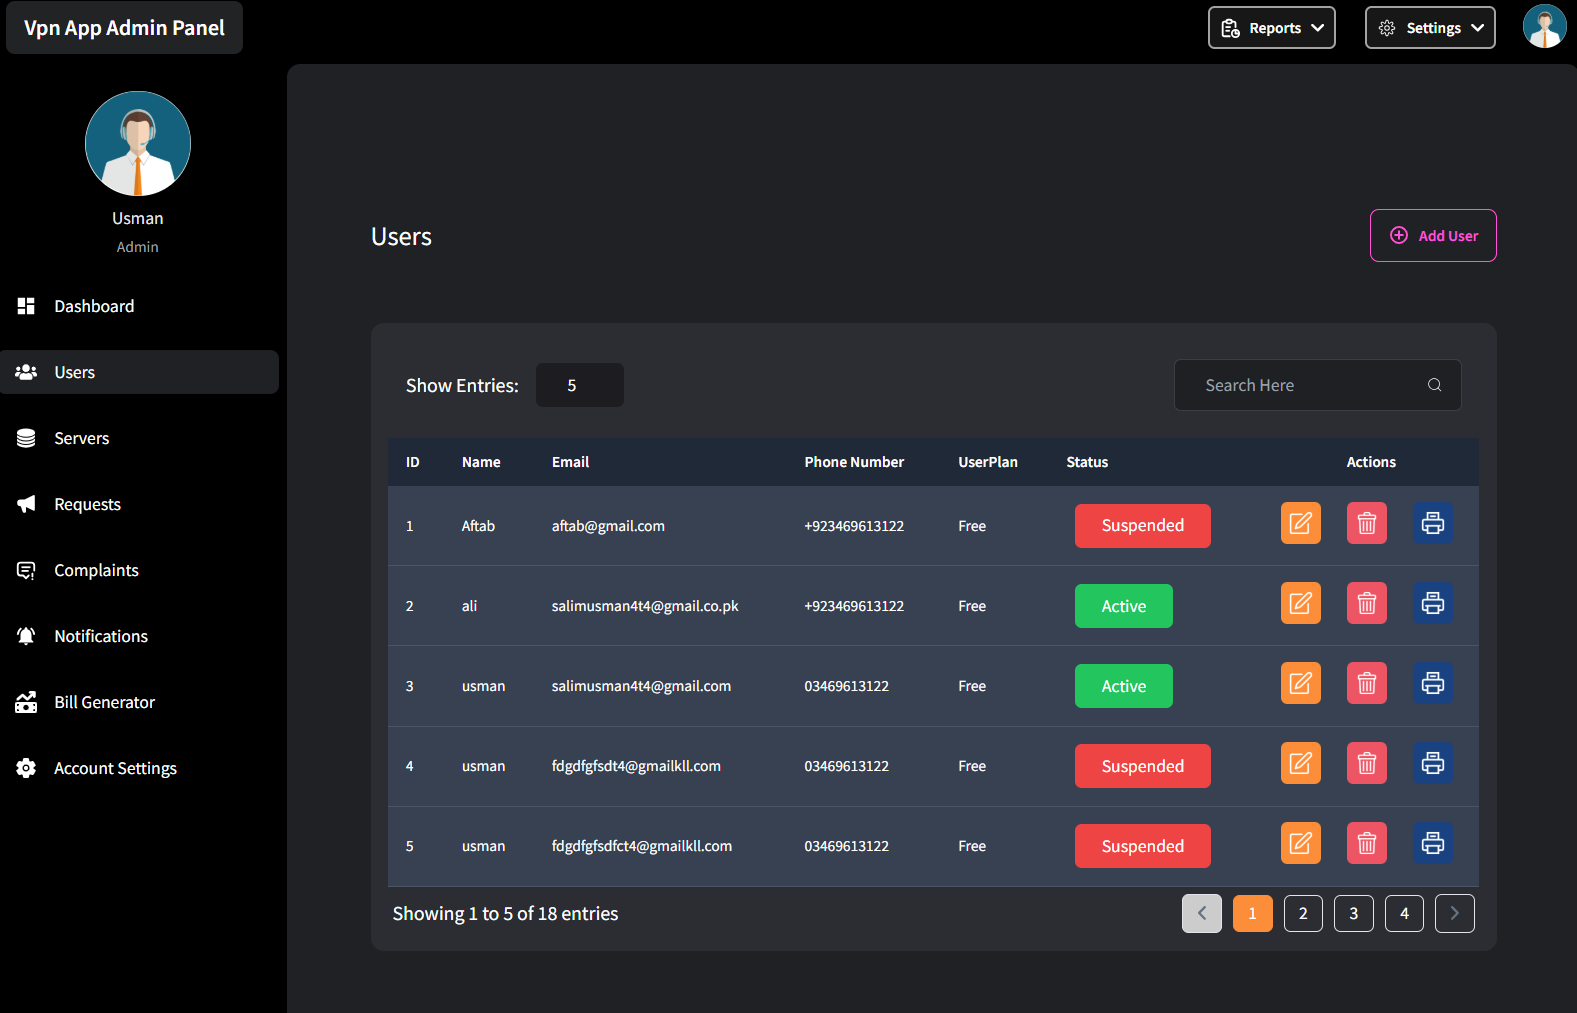 Vpn App Admin Panel
Reports
Settings
Usman
Admin
Dashboard
Users
Servers
Requests
Complaints
Notifications
Bill Generator
Account Settings
Users
Add User
Show Entries: 5
Search Here
ID Name Email Phone Number UserPlan Status Actions
1 Aftab aftab@gmail.com +923469613122 Free Suspended
2 ali salimusman4t4@gmail.co.pk +923469613122 Free Active
3 usman salimusman4t4@gmail.com 03469613122 Free Active
4 usman fdgdfgfsdt4@gmailkll.com 03469613122 Free Suspended
5 usman fdgdfgfsdfct4@gmailkll.com 03469613122 Free Suspended
Showing 1 to 5 of 18 entries
1 2 3 4